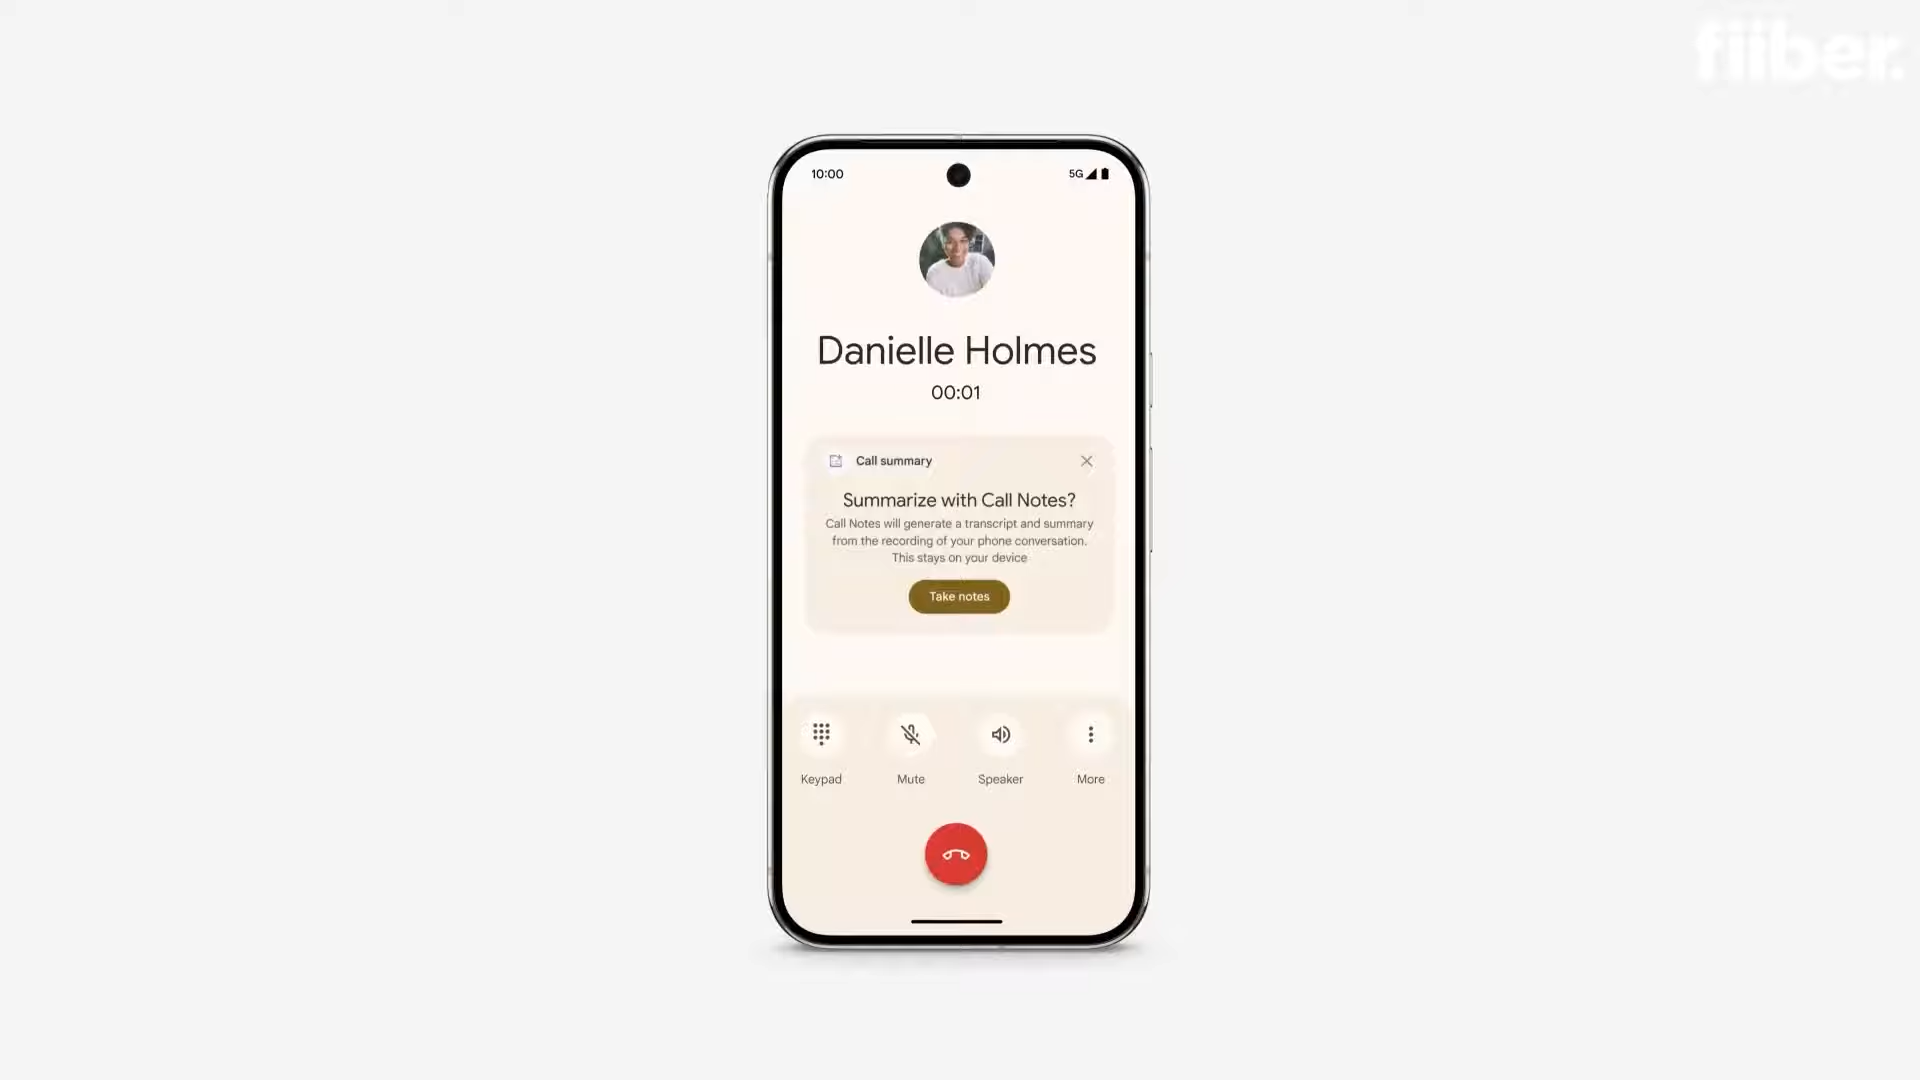 fiiber.
10:00
5G
Danielle Holmes
00:01
Call summary
Summarize with Call Notes?
Call Notes will generate a transcript and summary
from the recording of your phone conversation.
This stays on your device
Take notes
Keypad
Mute
Speaker
More